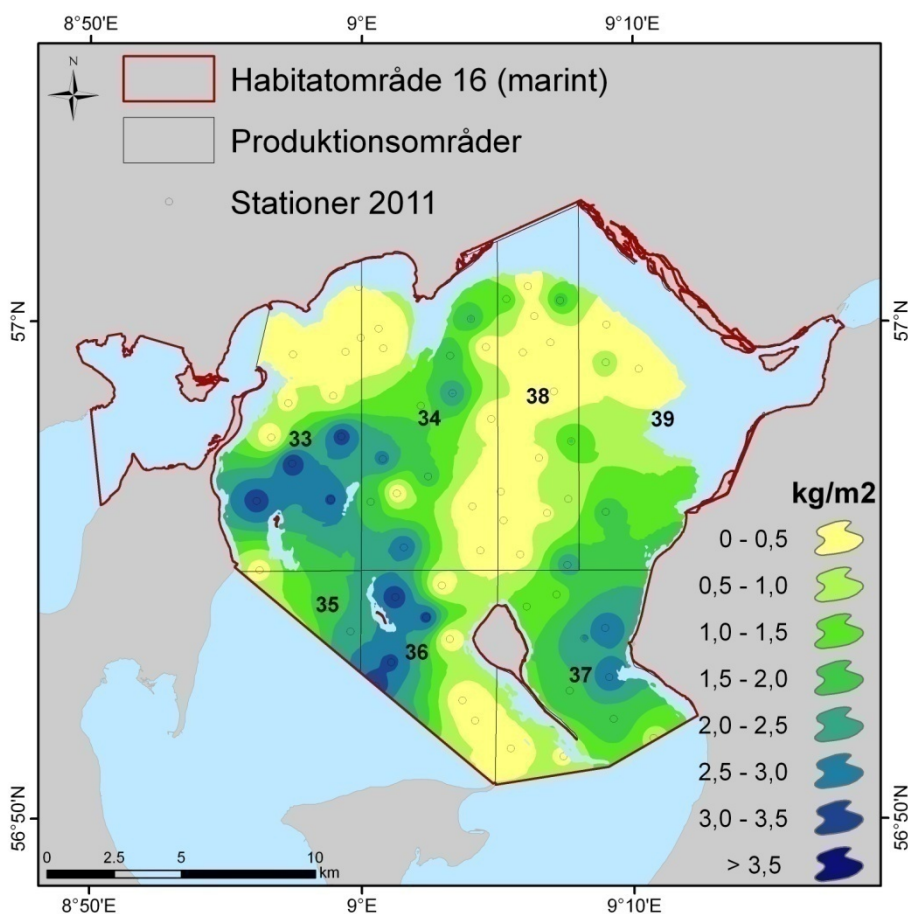 8°50'E 9°0'E 9°10'E
N
Habitatområde 16 (marint)
Produktionsområder
Stationer 2011
57°N 57°N
38
34 39
33
kg/m2
0 - 0,5
0,5 - 1,0
35
1,0 - 1,5
36
37
1,5 - 2,0
2,0 - 2,5
2,5 - 3,0
3,0 - 3,5
> 3,5
56°50'N 56°50'N
0 2.5 5 10
km
8°50'E 9°E 9°10'E